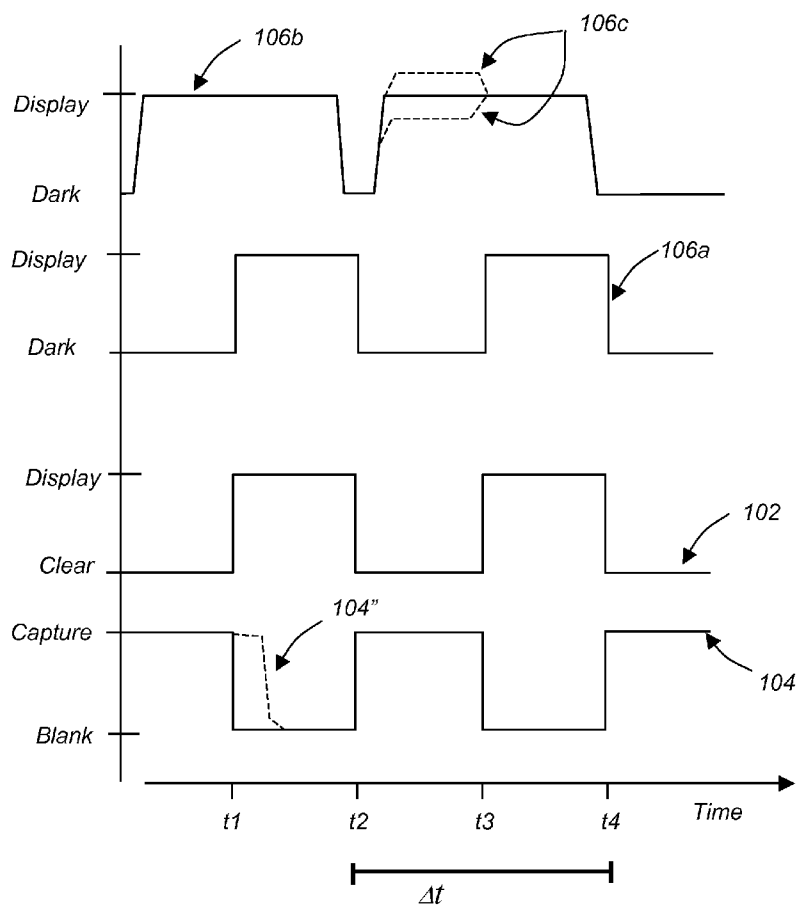 106b
106c
Display
Dark
Display
106a
Dark
Display
102
Clear
Capture
104”
104
Blank
t1 t2 t3 t4 Time
Δt